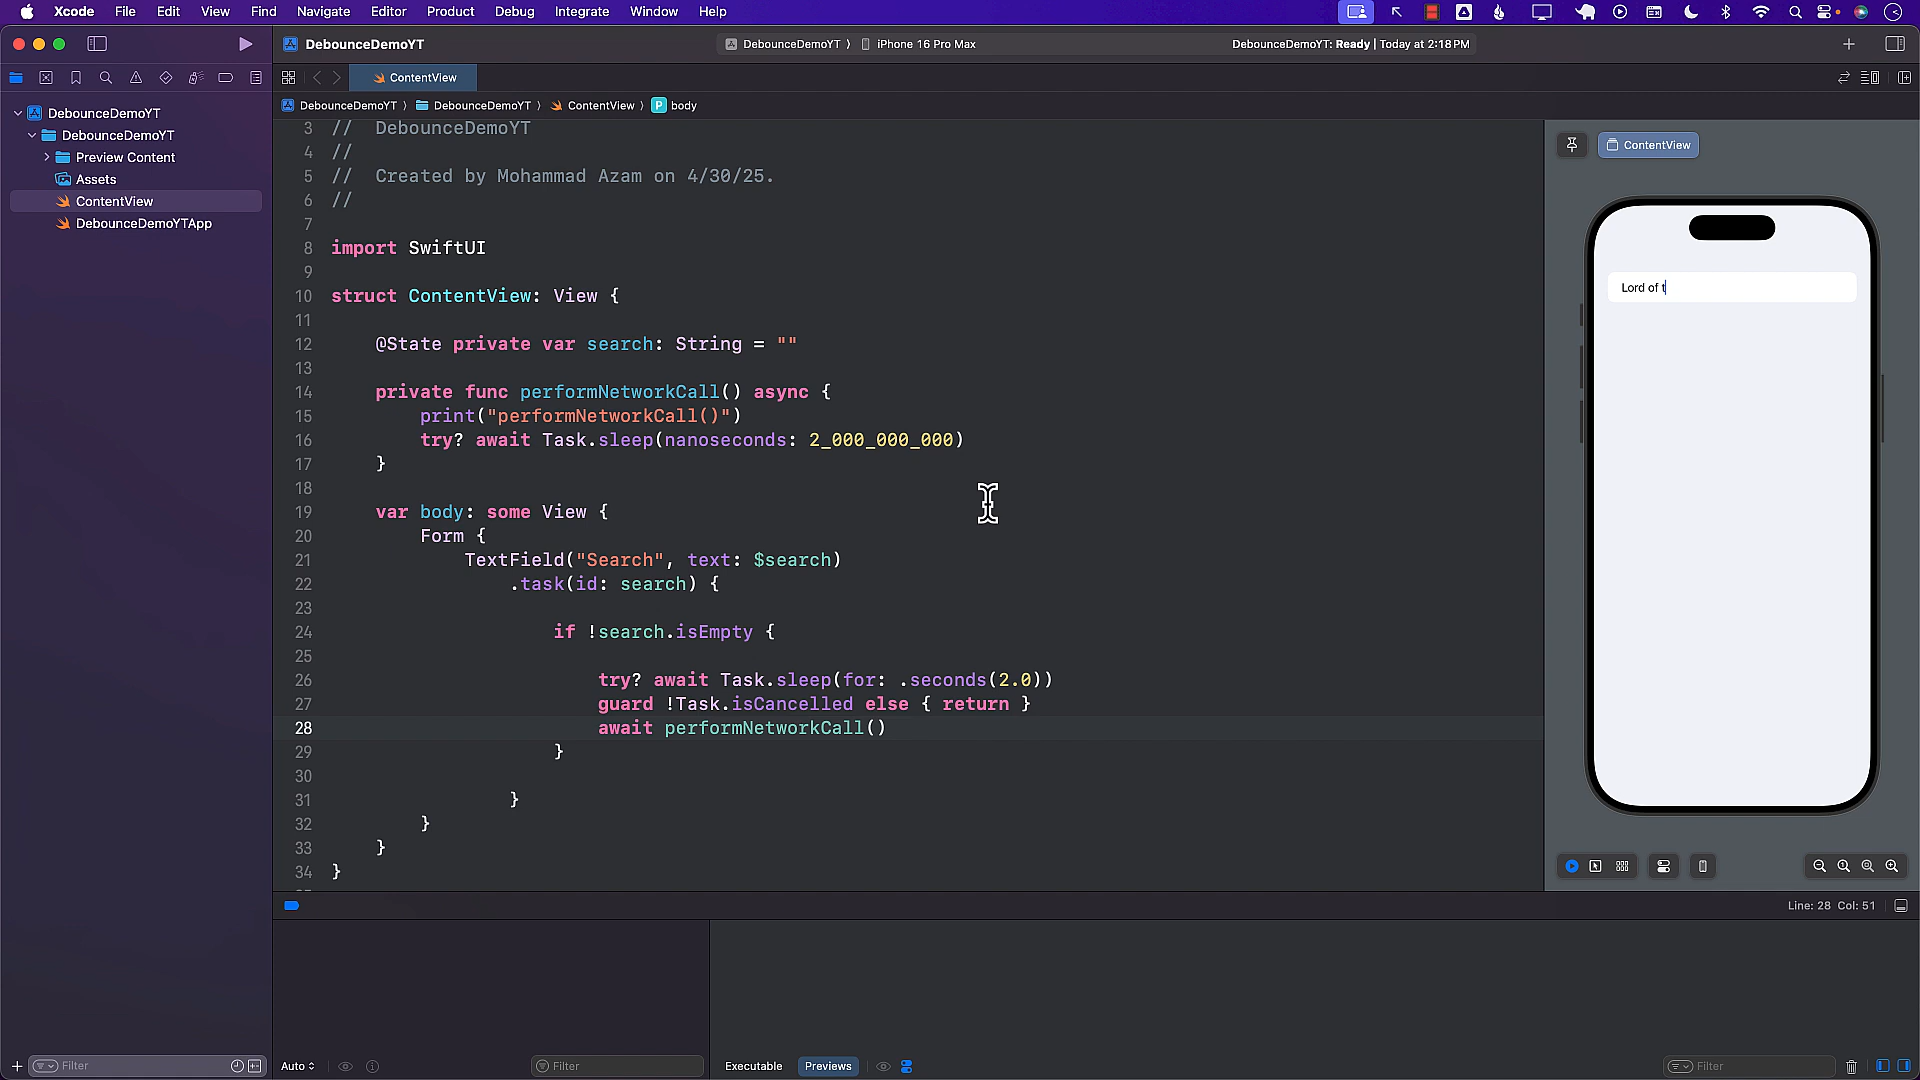 Xcode File Edit View Find Navigate Editor Product Debug Integrate Window Help
DebounceDemoYT
DebounceDemoYT ⟩ iPhone 16 Pro Max
DebounceDemoYT: Ready | Today at 2:18 PM
ContentView
DebounceDemoYT ⟩ DebounceDemoYT ⟩ ContentView ⟩ P body
DebounceDemoYT
DebounceDemoYT
Preview Content
Assets
ContentView
DebounceDemoYTApp
3 //  DebounceDemoYT
4 //
5 //  Created by Mohammad Azam on 4/30/25.
6 //
7
8 import SwiftUI
9
10 struct ContentView: View {
11
12     @State private var search: String = ""
13
14     private func performNetworkCall() async {
15         print("performNetworkCall()")
16         try? await Task.sleep(nanoseconds: 2_000_000_000)
17     }
18
19     var body: some View {
20         Form {
21             TextField("Search", text: $search)
22                 .task(id: search) {
23
24                     if !search.isEmpty {
25
26                         try? await Task.sleep(for: .seconds(2.0))
27                         guard !Task.isCancelled else { return }
28                         await performNetworkCall()
29                     }
30
31                 }
32         }
33     }
34 }
ContentView
Lord of t
Line: 28 Col: 51
Filter
Auto
Filter
Executable Previews
Filter